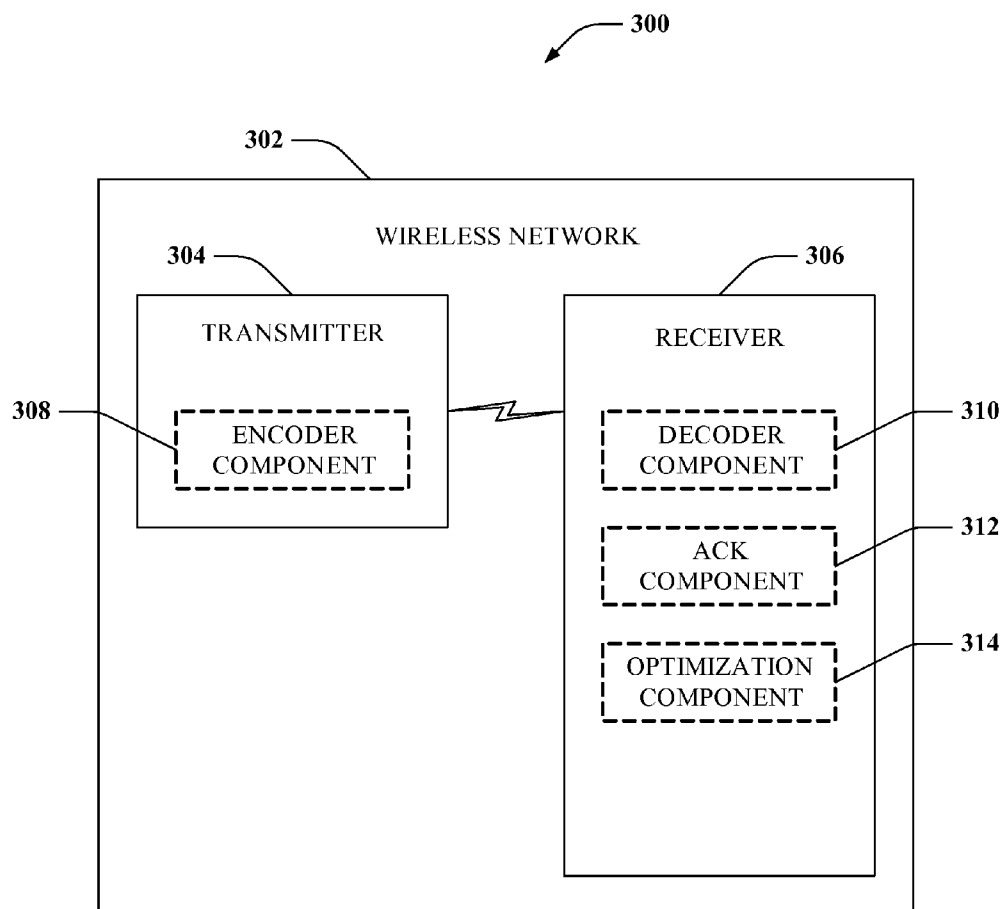 300
302
WIRELESS NETWORK
304
306
TRANSMITTER
RECEIVER
308
ENCODER
COMPONENT
310
DECODER
COMPONENT
312
ACK
COMPONENT
314
OPTIMIZATION
COMPONENT